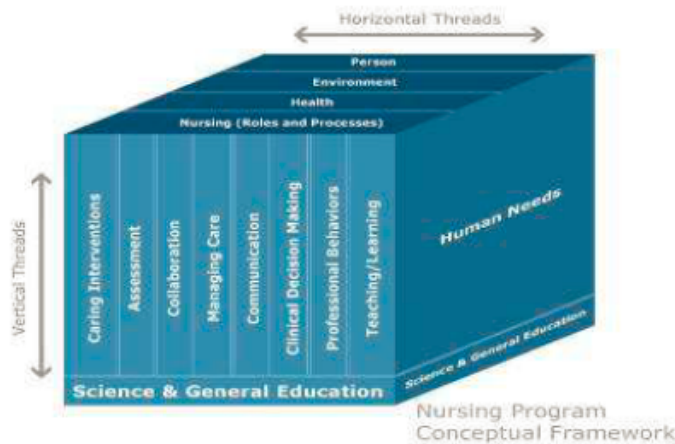 Horizontal Threads
Person
Environment
Health
Nursing (Roles and Processes)
Vertical Threads
Caring Interventions
Assessment
Collaboration
Managing Care
Communication
Clinical Decision Making
Professional Behaviors
Teaching/Learning
Human Needs
Science & General Education
Science & General Education
Nursing Program
Conceptual Framework